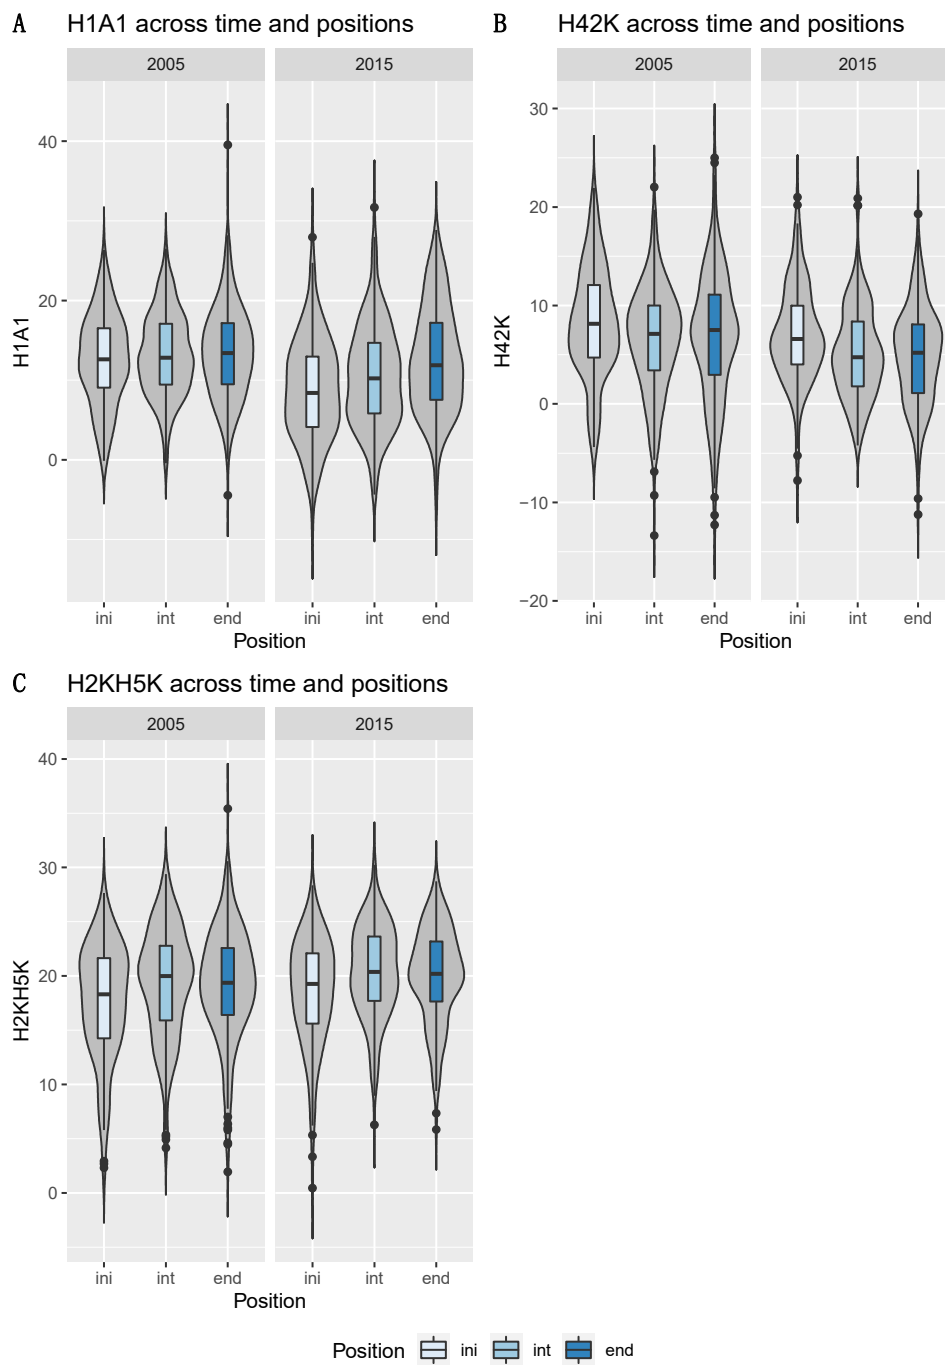 A H1A1 across time and positions
2005 2015
H1A1
40
20
0
ini int end ini int end
Position
B H42K across time and positions
2005 2015
H42K
30
20
10
0
−10
−20
ini int end ini int end
Position
C H2KH5K across time and positions
2005 2015
H2KH5K
40
30
20
10
0
ini int end ini int end
Position
Position ini int end